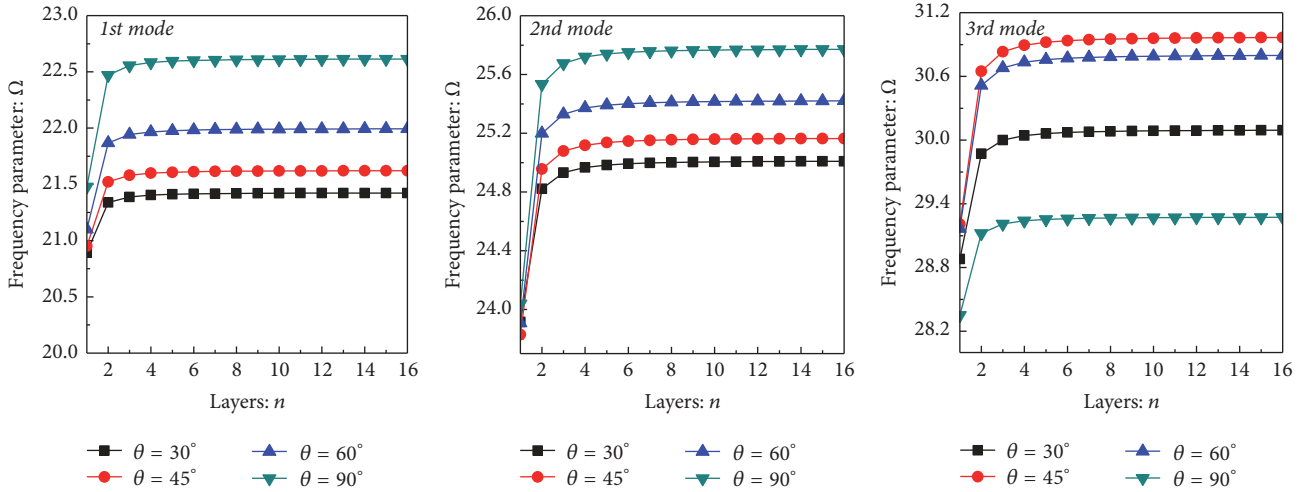 1st mode
Frequency parameter: Ω
23.0
22.5
22.0
21.5
21.0
20.5
20.0
2 4 6 8 10 12 14 16
Layers: n
θ = 30°
θ = 45°
θ = 60°
θ = 90°
2nd mode
Frequency parameter: Ω
26.0
25.6
25.2
24.8
24.4
24.0
2 4 6 8 10 12 14 16
Layers: n
θ = 30°
θ = 45°
θ = 60°
θ = 90°
3rd mode
Frequency parameter: Ω
31.2
30.6
30.0
29.4
28.8
28.2
2 4 6 8 10 12 14 16
Layers: n
θ = 30°
θ = 45°
θ = 60°
θ = 90°